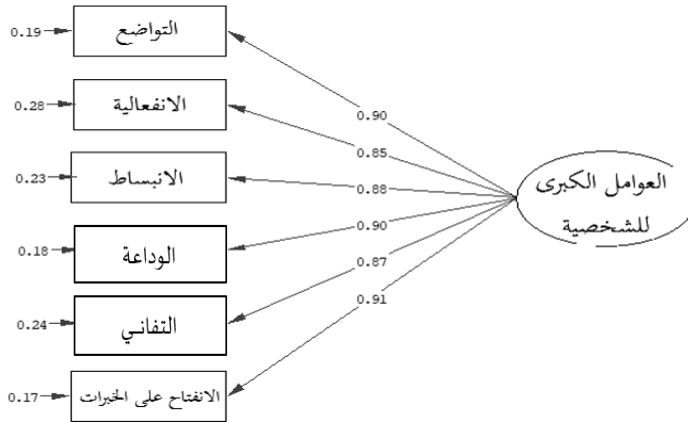 0.19
التواضع
0.28
الانفعالية
0.23
الانبساط
0.18
الوداعة
0.24
التفاني
0.17
الانفتاح على الخبرات
0.90
0.85
0.88
0.90
0.87
0.91
العوامل الكبرى
للشخصية